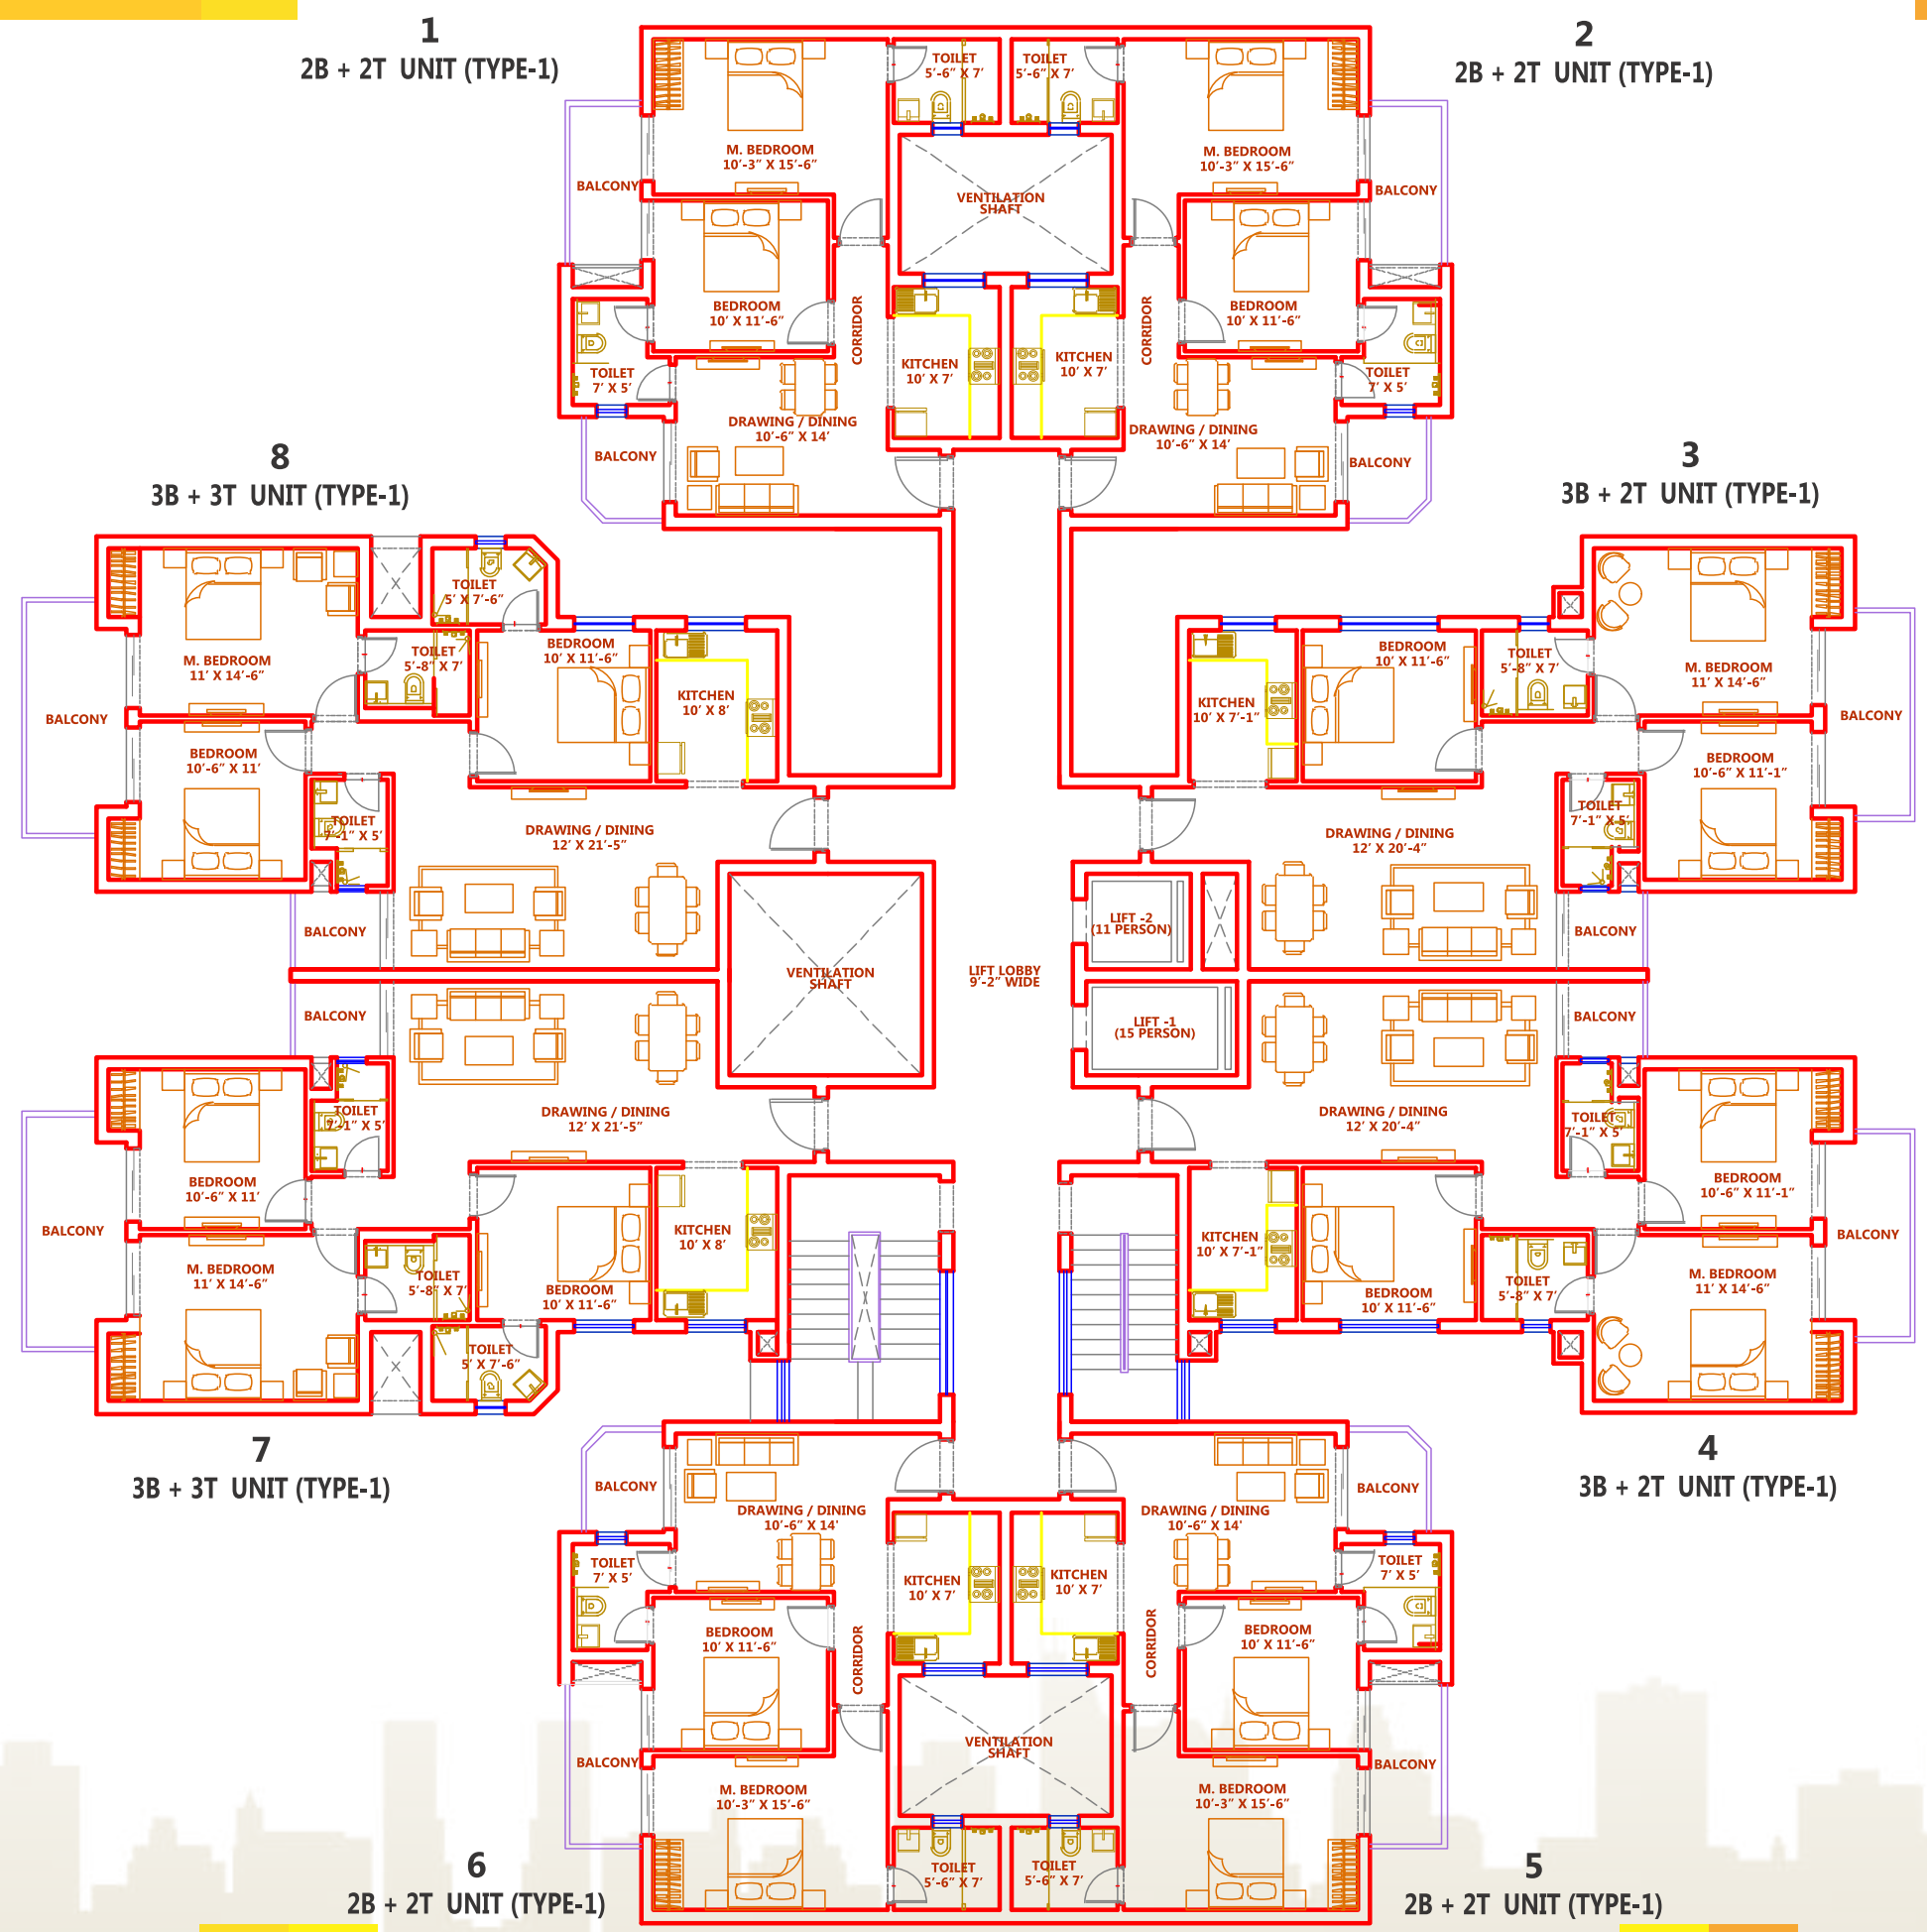 1
2B + 2T UNIT (TYPE-1)
2
2B + 2T UNIT (TYPE-1)
TOILET
5'-6" X 7'
TOILET
5'-6" X 7'
M. BEDROOM
10'-3" X 15'-6"
M. BEDROOM
10'-3" X 15'-6"
BALCONY
BALCONY
VENTILATION
SHAFT
BEDROOM
10' X 11'-6"
BEDROOM
10' X 11'-6"
CORRIDOR
CORRIDOR
KITCHEN
10' X 7'
KITCHEN
10' X 7'
TOILET
7' X 5'
TOILET
7' X 5'
DRAWING / DINING
10'-6" X 14'
DRAWING / DINING
10'-6" X 14'
BALCONY
BALCONY
8
3B + 3T UNIT (TYPE-1)
3
3B + 2T UNIT (TYPE-1)
TOILET
5' X 7'-6"
M. BEDROOM
11' X 14'-6"
TOILET
5'-8" X 7'
BEDROOM
10' X 11'-6"
KITCHEN
10' X 8'
BALCONY
BEDROOM
10'-6" X 11'
TOILET
7'-1" X 5'
DRAWING / DINING
12' X 21'-5"
BALCONY
KITCHEN
10' X 7'-1"
BEDROOM
10' X 11'-6"
TOILET
5'-8" X 7'
M. BEDROOM
11' X 14'-6"
BALCONY
BEDROOM
10'-6" X 11'-1"
TOILET
7'-1" X 5'
DRAWING / DINING
12' X 20'-4"
BALCONY
LIFT -2
(11 PERSON)
VENTILATION
SHAFT
LIFT LOBBY
9'-2" WIDE
LIFT -1
(15 PERSON)
BALCONY
BALCONY
TOILET
7'-1" X 5'
DRAWING / DINING
12' X 21'-5"
DRAWING / DINING
12' X 20'-4"
TOILET
7'-1" X 5'
BEDROOM
10'-6" X 11'
BEDROOM
10'-6" X 11'-1"
BALCONY
BALCONY
KITCHEN
10' X 8'
KITCHEN
10' X 7'-1"
M. BEDROOM
11' X 14'-6"
TOILET
5'-8" X 7'
BEDROOM
10' X 11'-6"
BEDROOM
10' X 11'-6"
TOILET
5'-8" X 7'
M. BEDROOM
11' X 14'-6"
TOILET
5' X 7'-6"
7
3B + 3T UNIT (TYPE-1)
4
3B + 2T UNIT (TYPE-1)
BALCONY
BALCONY
DRAWING / DINING
10'-6" X 14'
DRAWING / DINING
10'-6" X 14'
TOILET
7' X 5'
TOILET
7' X 5'
KITCHEN
10' X 7'
KITCHEN
10' X 7'
BEDROOM
10' X 11'-6"
BEDROOM
10' X 11'-6"
CORRIDOR
CORRIDOR
VENTILATION
SHAFT
BALCONY
BALCONY
M. BEDROOM
10'-3" X 15'-6"
M. BEDROOM
10'-3" X 15'-6"
TOILET
5'-6" X 7'
TOILET
5'-6" X 7'
6
2B + 2T UNIT (TYPE-1)
5
2B + 2T UNIT (TYPE-1)